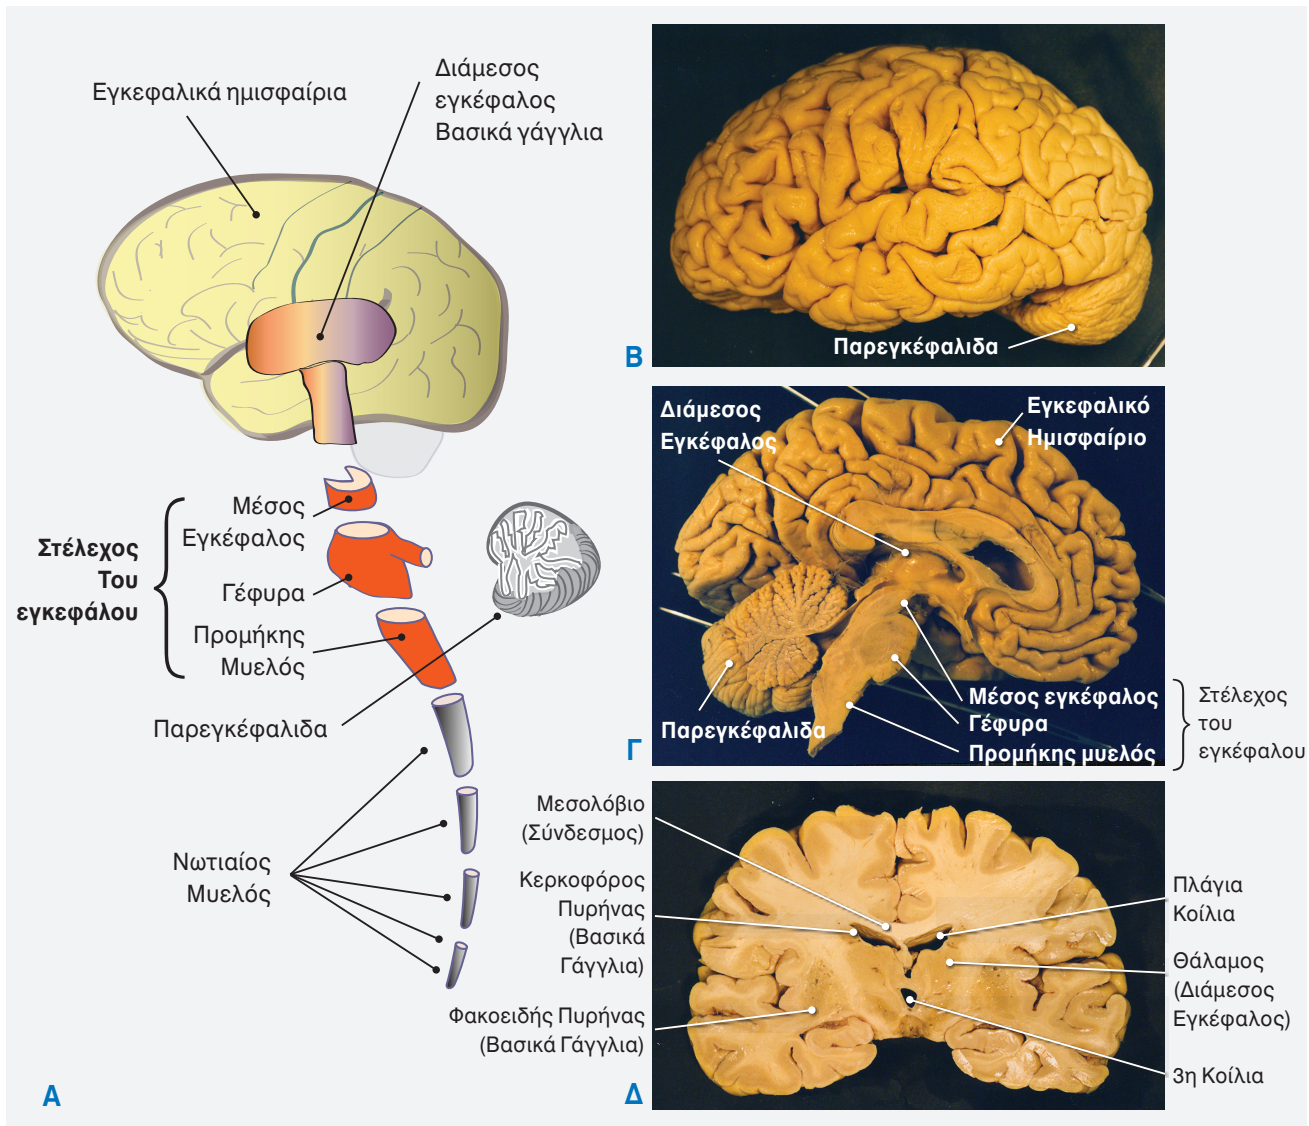 Εγκεφαλικά ημισφαίρια
Διάμεσος
εγκέφαλος
Βασικά γάγγλια
Στέλεχος
Του
εγκεφάλου
Μέσος
Εγκέφαλος
Γέφυρα
Προμήκης
Μυελός
Παρεγκέφαλιδα
Νωτιαίος
Μυελός
Α
Παρεγκέφαλιδα
Β
Διάμεσος
Εγκέφαλος
Εγκεφαλικό
Ημισφαίριο
Παρεγκέφαλιδα
Μέσος εγκέφαλος
Γέφυρα
Προμήκης μυελός
Στέλεχος
του
εγκέφαλου
Γ
Μεσολόβιο
(Σύνδεσμος)
Κερκοφόρος
Πυρήνας
(Βασικά
Γάγγλια)
Φακοειδής Πυρήνας
(Βασικά Γάγγλια)
Πλάγια
Κοίλια
Θάλαμος
(Διάμεσος
Εγκέφαλος)
3η Κοίλια
Δ